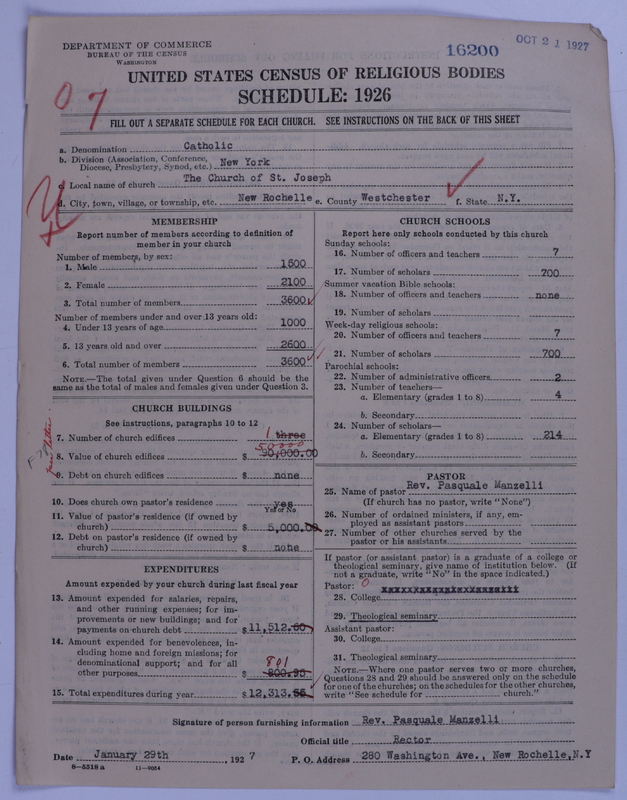 DEPARTMENT OF COMMERCE
BUREAU OF THE CENSUS
WASHINGTON
16200
OCT 21 1927
UNITED STATES CENSUS OF RELIGIOUS BODIES
SCHEDULE: 1926
07
FILL OUT A SEPARATE SCHEDULE FOR EACH CHURCH. SEE INSTRUCTIONS ON THE BACK OF THIS SHEET
a. Denomination Catholic
b. Division (Association, Conference,
Diocese, Presbytery, Synod, etc.) New York
c. Local name of church The Church of St. Joseph
d. City, town, village, or township, etc. New Rochelle e. County Westchester f. State N.Y.
MEMBERSHIP
Report number of members according to definition of
member in your church
Number of members, by sex:
1. Male 1500
2. Female 2100
3. Total number of members 3600
Number of members under and over 13 years old:
4. Under 13 years of age 1000
5. 13 years old and over 2600
6. Total number of members 3600
NOTE.—The total given under Question 6 should be the
same as the total of males and females given under Question 3.
CHURCH BUILDINGS
See instructions, paragraphs 10 to 12
7. Number of church edifices 1 three
8. Value of church edifices $ 50000
9. Debt on church edifices $ none
10. Does church own pastor's residence yes
Yes or No
11. Value of pastor's residence (if owned by
church) $ 5,000.00
12. Debt on pastor's residence (if owned by
church) $ none
EXPENDITURES
Amount expended by your church during last fiscal year
13. Amount expended for salaries, repairs,
and other running expenses; for im-
provements or new buildings; and for
payments on church debt $ 11,512.60
14. Amount expended for benevolences, in-
cluding home and foreign missions; for
denominational support; and for all
other purposes $ 801 800.95
15. Total expenditures during year $ 12,313.55
CHURCH SCHOOLS
Report here only schools conducted by this church
Sunday schools:
16. Number of officers and teachers 7
17. Number of scholars 700
Summer vacation Bible schools:
18. Number of officers and teachers none
19. Number of scholars
Week-day religious schools:
20. Number of officers and teachers 7
21. Number of scholars 700
Parochial schools:
22. Number of administrative officers 2
23. Number of teachers—
a. Elementary (grades 1 to 8) 4
b. Secondary
24. Number of scholars—
a. Elementary (grades 1 to 8) 214
b. Secondary
PASTOR
25. Name of pastor Rev. Pasquale Manzelli
(If church has no pastor, write "None")
26. Number of ordained ministers, if any, em-
ployed as assistant pastors
27. Number of other churches served by the
pastor or his assistants
If pastor (or assistant pastor) is a graduate of a college or
theological seminary, give name of institution below. (If
not a graduate, write "No" in the space indicated.)
Pastor: 0
28. College
29. Theological seminary
Assistant pastor:
30. College
31. Theological seminary
NOTE.—Where one pastor serves two or more churches,
Questions 28 and 29 should be answered only on the schedule
for one of the churches; on the schedules for the other churches,
write "See schedule for church."
Signature of person furnishing information Rev. Pasquale Manzelli
Official title Rector
Date January 29th, 1927 P. O. Address 280 Washington Ave., New Rochelle, N.Y
8—5318 a 11—9054